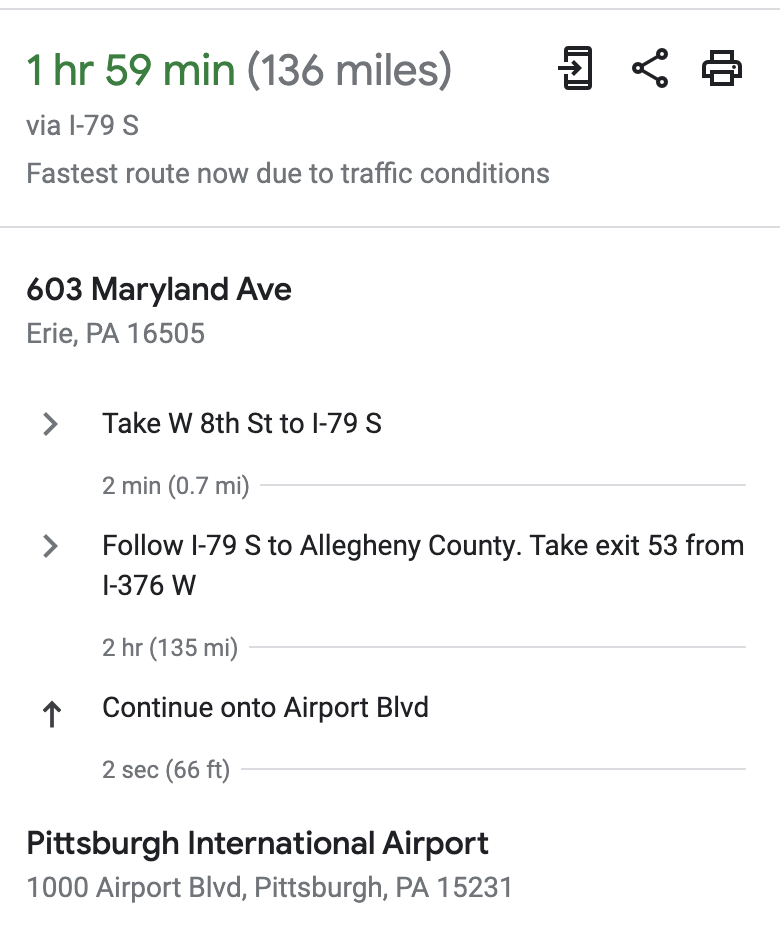 1 hr 59 min (136 miles)
via I-79 S
Fastest route now due to traffic conditions
603 Maryland Ave
Erie, PA 16505
Take W 8th St to I-79 S
2 min (0.7 mi)
Follow I-79 S to Allegheny County. Take exit 53 from
I-376 W
2 hr (135 mi)
Continue onto Airport Blvd
2 sec (66 ft)
Pittsburgh International Airport
1000 Airport Blvd, Pittsburgh, PA 15231